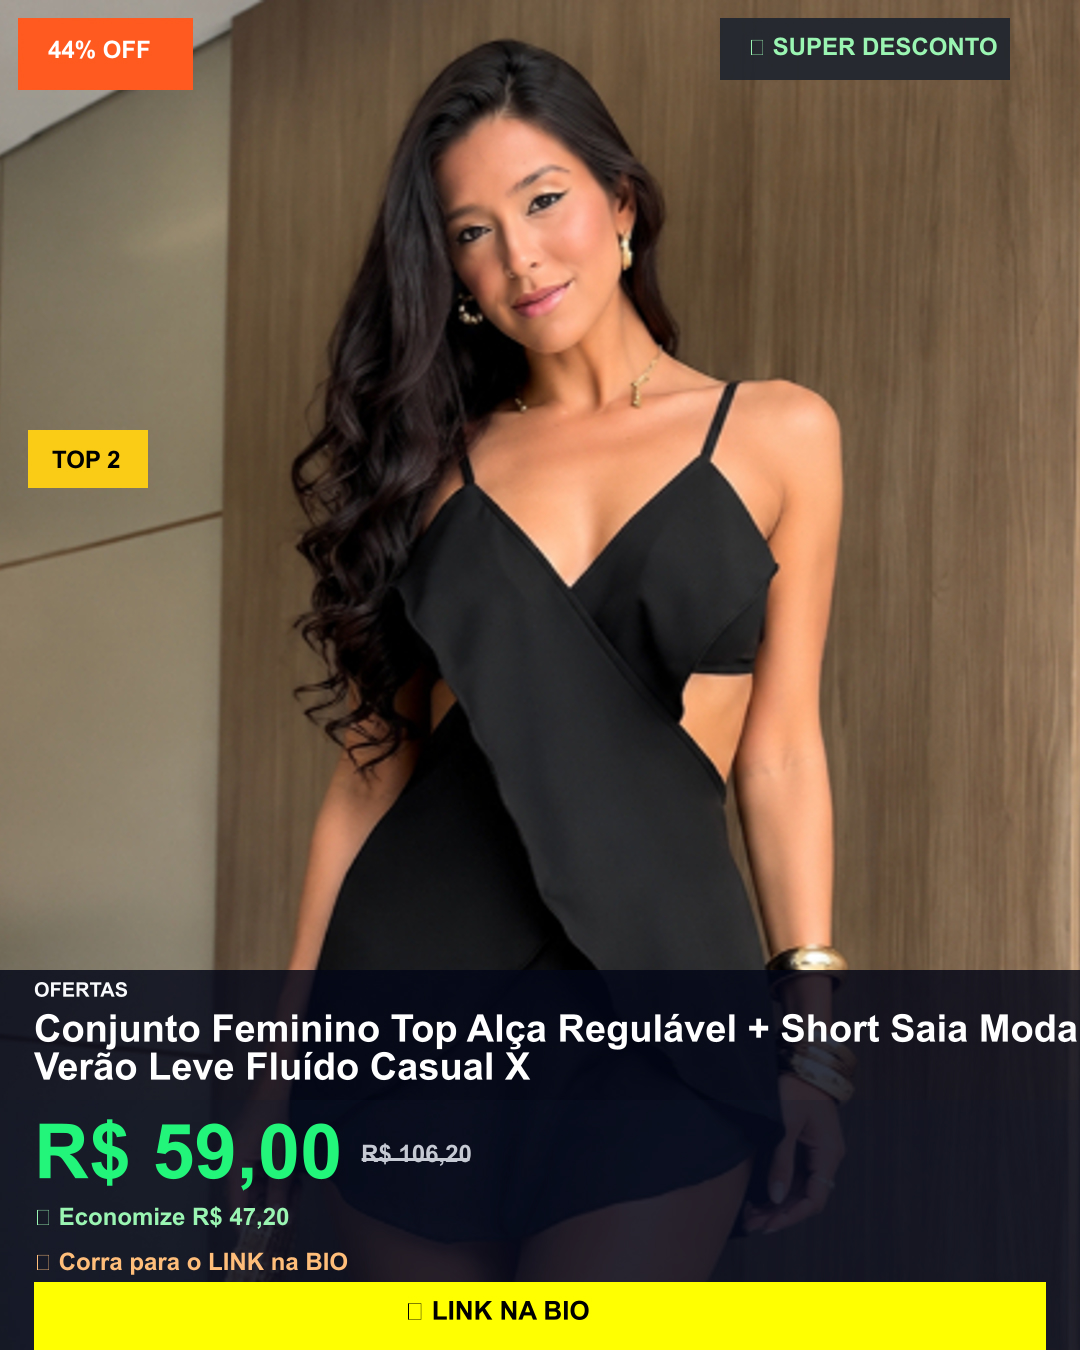 44% OFF
SUPER DESCONTO
TOP 2
OFERTAS
Conjunto Feminino Top Alça Regulável + Short Saia Moda
Verão Leve Fluído Casual X
R$ 59,00 R$ 106,20
Economize R$ 47,20
Corra para o LINK na BIO
LINK NA BIO